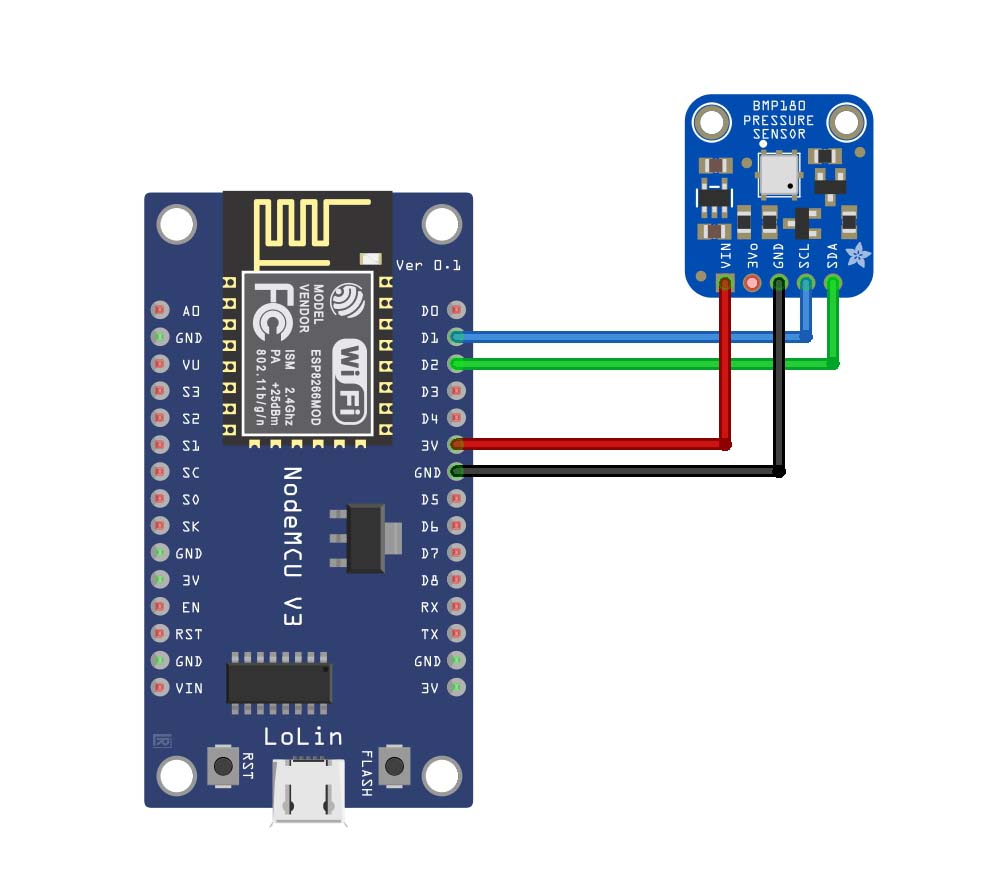 BMP180
PRESSURE
SENSOR
VIN
3Vo
GND
SCL
SDA
Ver 0.1
MODEL
VENDOR
FC
WiFi
ISM 2.4Ghz
PA +25dBm
802.11b/g/n
ESP8266MOD
A0
GND
VU
S3
S2
S1
SC
S0
SK
GND
3V
EN
RST
GND
VIN
D0
D1
D2
D3
D4
3V
GND
D5
D6
D7
D8
RX
TX
GND
3V
NodeMCU V3
LoLin
RST
FLASH